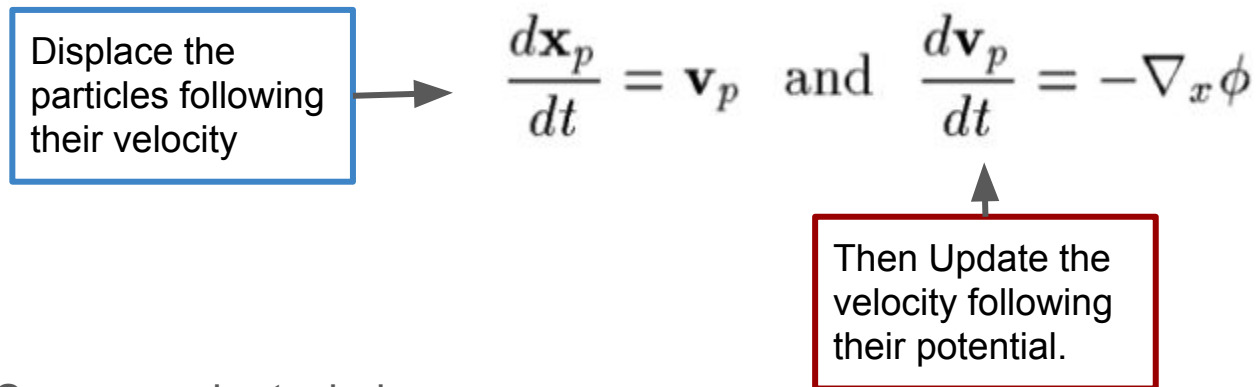 Displace the
particles following
their velocity
d𝐱_p/dt = 𝐯_p and d𝐯_p/dt = −∇_x ϕ
Then Update the
velocity following
their potential.